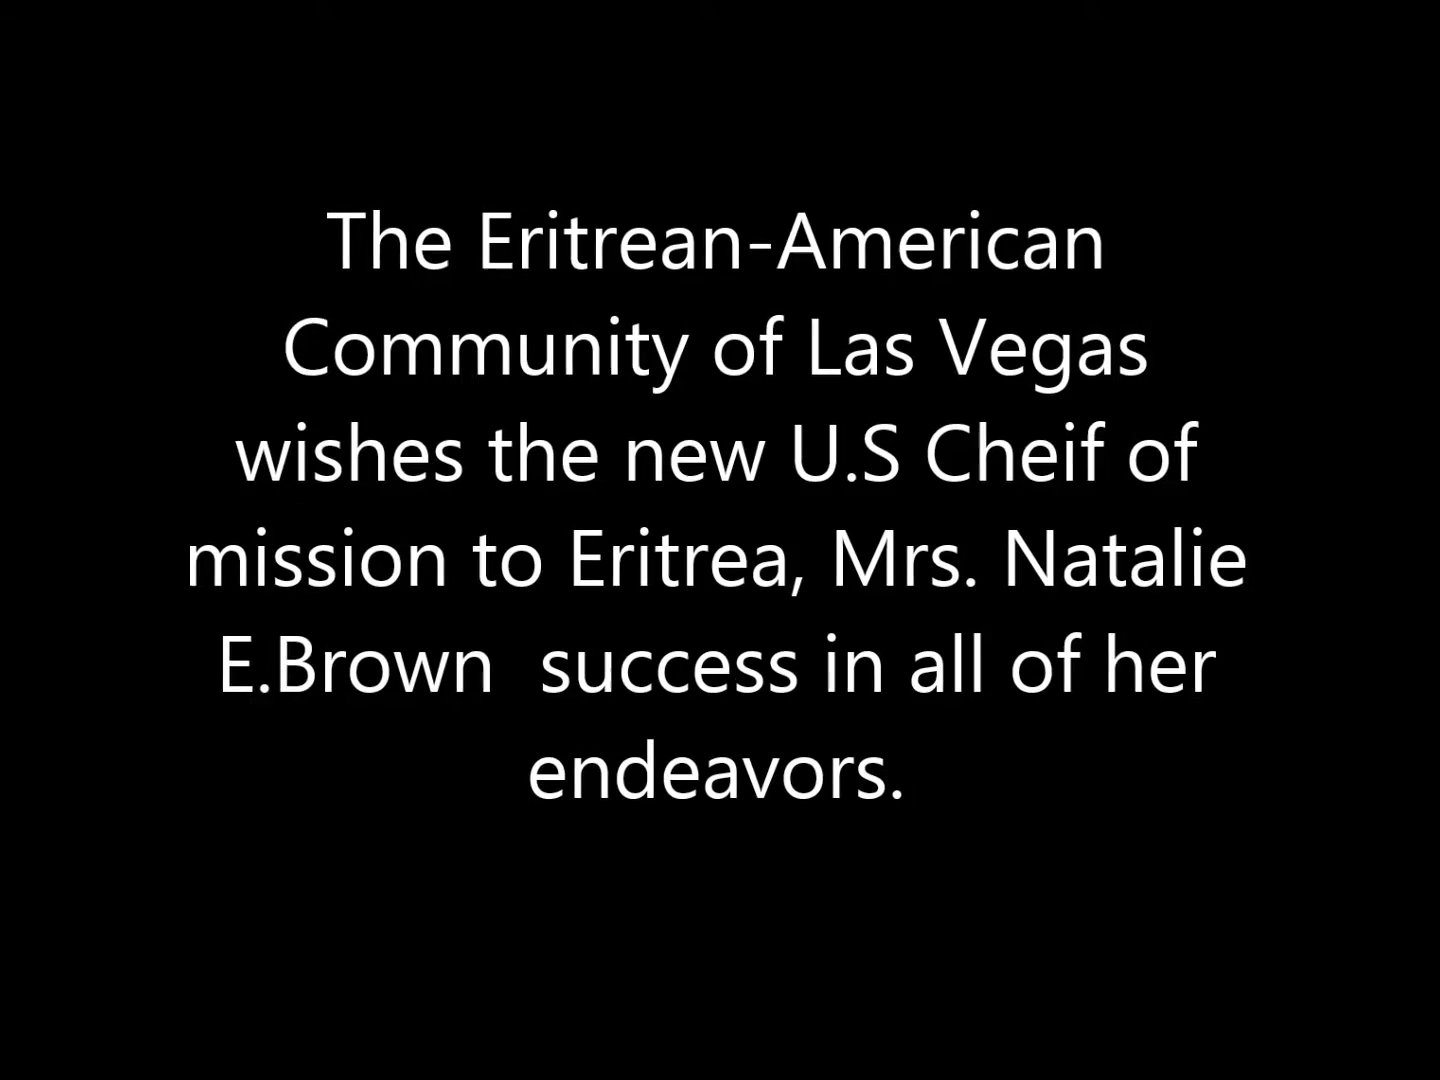 The Eritrean-American
Community of Las Vegas
wishes the new U.S Cheif of
mission to Eritrea, Mrs. Natalie
E.Brown  success in all of her
endeavors.